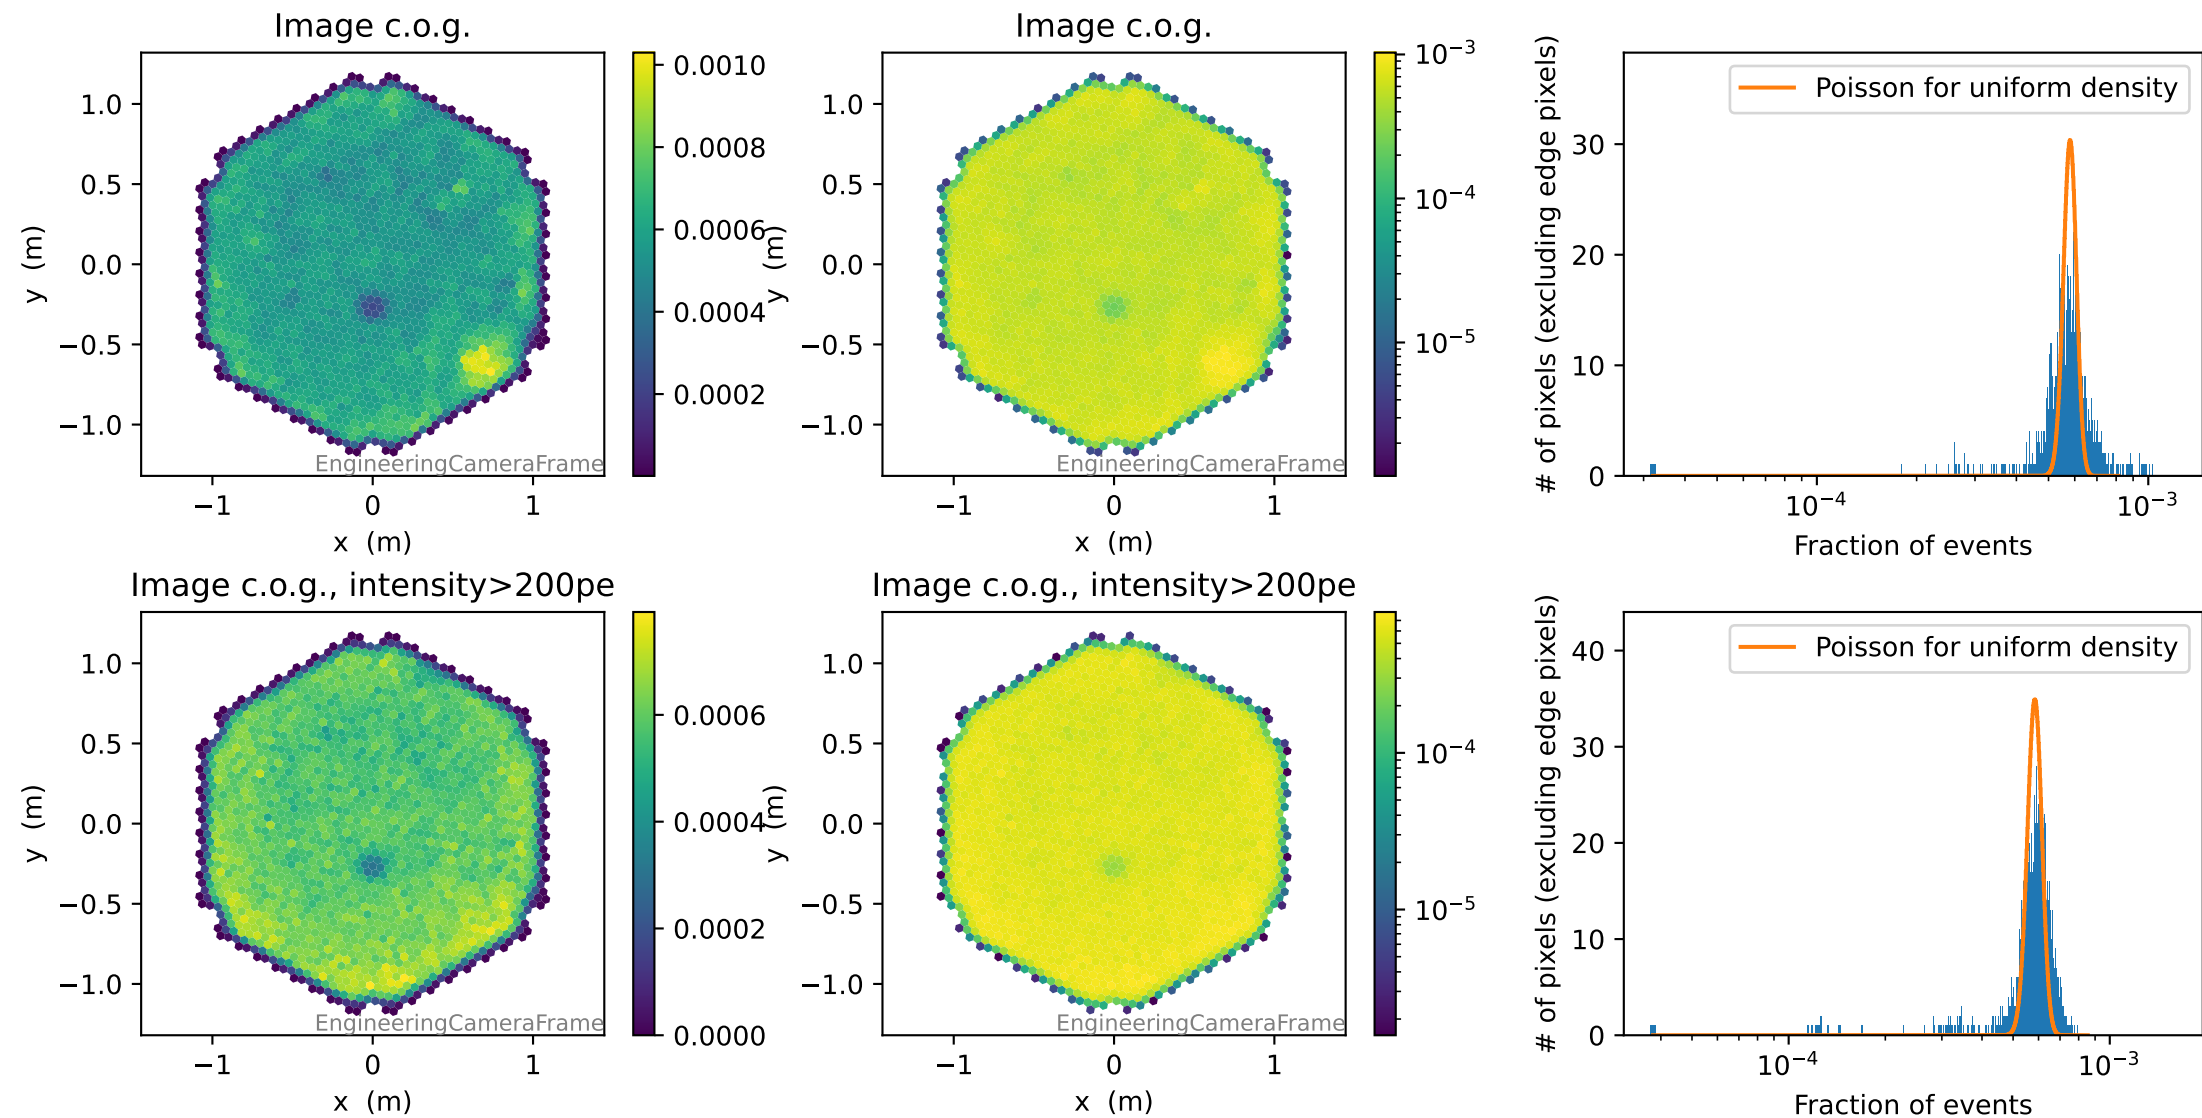 Image c.o.g.
1.0
0.5
0.0
−0.5
−1.0
y (m)
−1 0 1
x (m)
EngineeringCameraFrame
0.0010
0.0008
0.0006
0.0004
0.0002
Image c.o.g.
1.0
0.5
0.0
−0.5
−1.0
y (m)
−1 0 1
x (m)
EngineeringCameraFrame
10⁻³
10⁻⁴
10⁻⁵
Poisson for uniform density
# of pixels (excluding edge pixels)
30
20
10
0
10⁻⁴ 10⁻³
Fraction of events
Image c.o.g., intensity>200pe
1.0
0.5
0.0
−0.5
−1.0
y (m)
−1 0 1
x (m)
EngineeringCameraFrame
0.0006
0.0004
0.0002
0.0000
Image c.o.g., intensity>200pe
1.0
0.5
0.0
−0.5
−1.0
y (m)
−1 0 1
x (m)
EngineeringCameraFrame
10⁻⁴
10⁻⁵
Poisson for uniform density
# of pixels (excluding edge pixels)
40
30
20
10
0
10⁻⁴ 10⁻³
Fraction of events